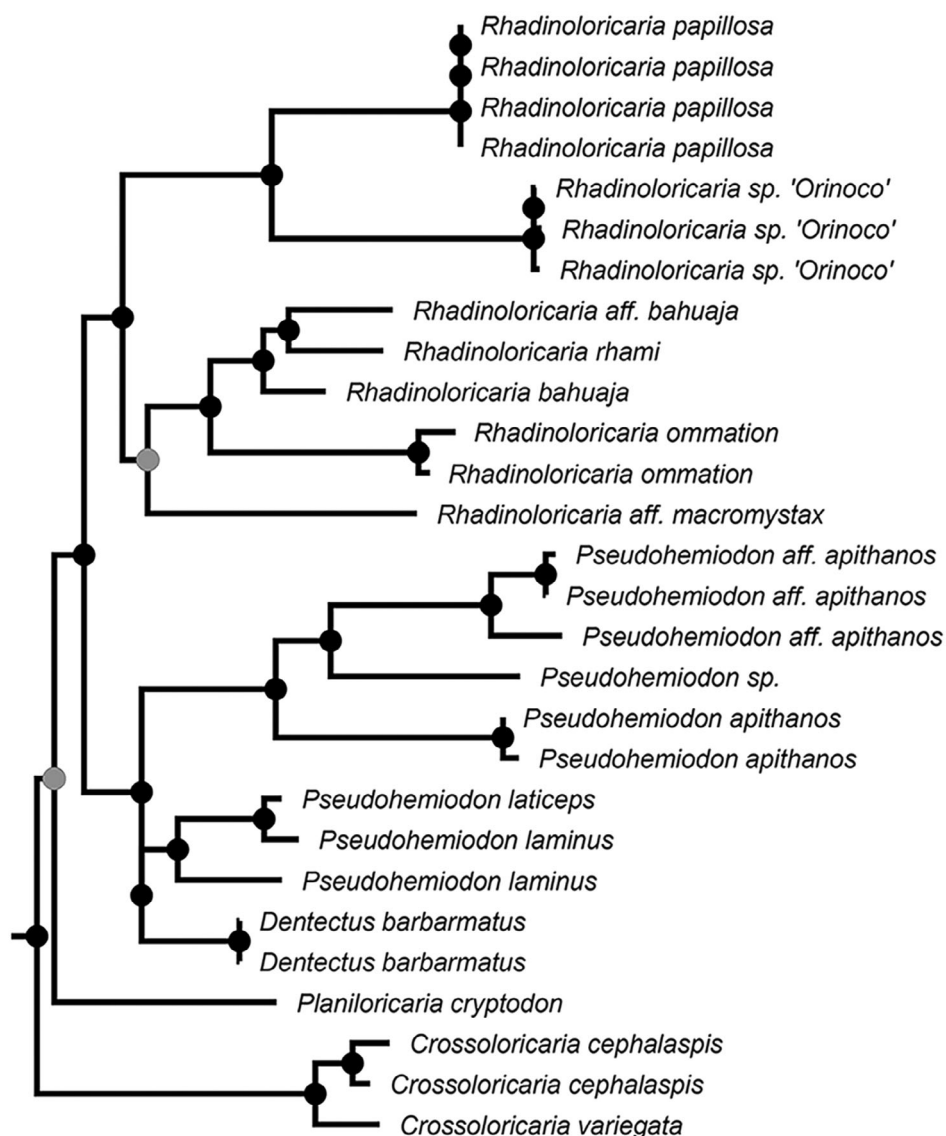 Rhadinoloricaria papillosa
Rhadinoloricaria papillosa
Rhadinoloricaria papillosa
Rhadinoloricaria papillosa
Rhadinoloricaria sp. 'Orinoco'
Rhadinoloricaria sp. 'Orinoco'
Rhadinoloricaria sp. 'Orinoco'
Rhadinoloricaria aff. bahuaja
Rhadinoloricaria rhami
Rhadinoloricaria bahuaja
Rhadinoloricaria ommation
Rhadinoloricaria ommation
Rhadinoloricaria aff. macromystax
Pseudohemiodon aff. apithanos
Pseudohemiodon aff. apithanos
Pseudohemiodon aff. apithanos
Pseudohemiodon sp.
Pseudohemiodon apithanos
Pseudohemiodon apithanos
Pseudohemiodon laticeps
Pseudohemiodon laminus
Pseudohemiodon laminus
Dentectus barbarmatus
Dentectus barbarmatus
Planiloricaria cryptodon
Crossoloricaria cephalaspis
Crossoloricaria cephalaspis
Crossoloricaria variegata